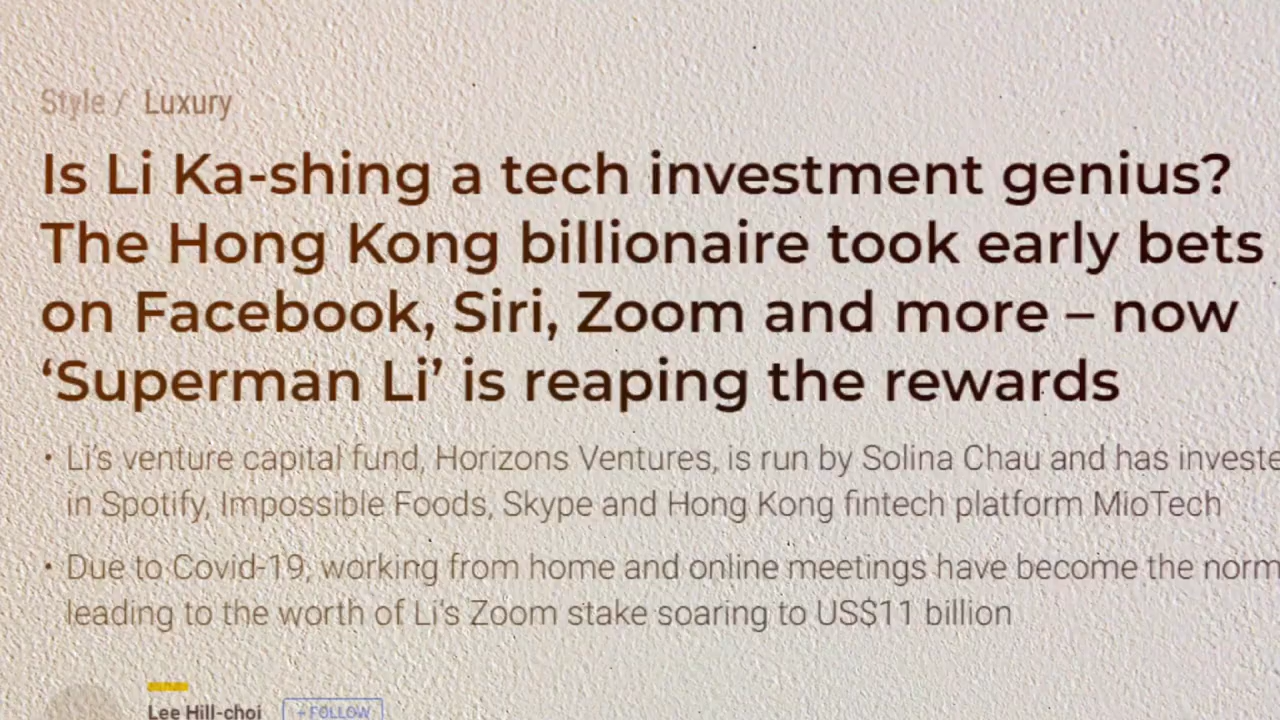 Style / Luxury
Is Li Ka-shing a tech investment genius?
The Hong Kong billionaire took early bets
on Facebook, Siri, Zoom and more – now
‘Superman Li’ is reaping the rewards
• Li’s venture capital fund, Horizons Ventures, is run by Solina Chau and has investe
in Spotify, Impossible Foods, Skype and Hong Kong fintech platform MioTech
• Due to Covid-19, working from home and online meetings have become the norm
leading to the worth of Li’s Zoom stake soaring to US$11 billion
Lee Hill-choi + FOLLOW